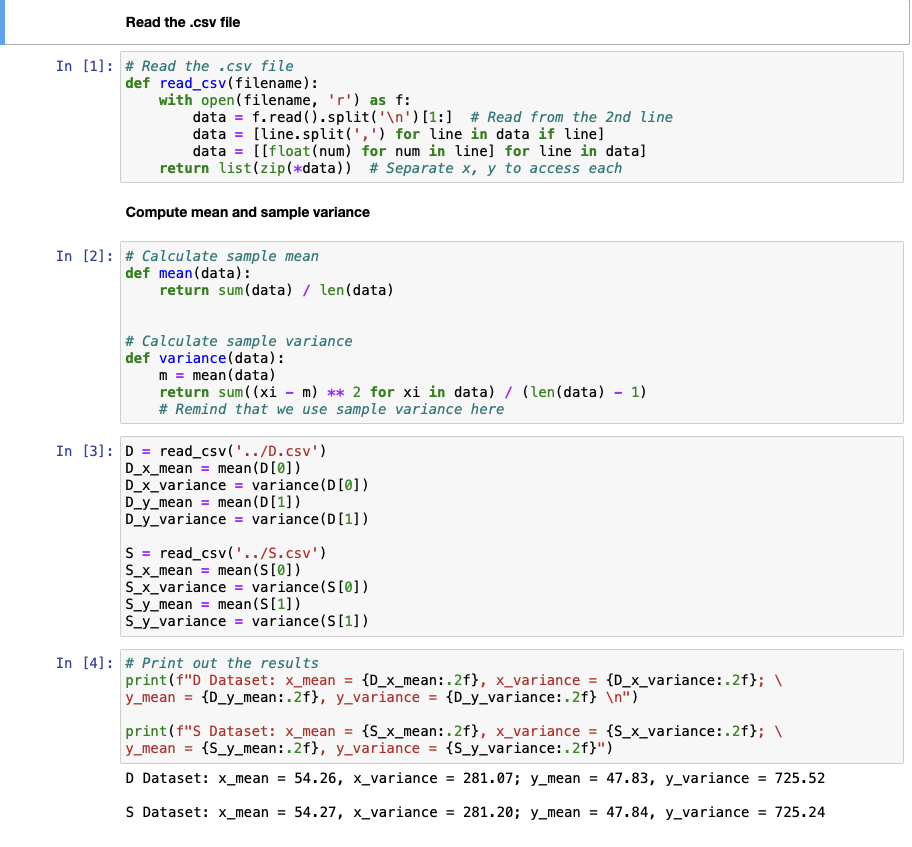 Read the .csv file
In [1]: # Read the .csv file
def read_csv(filename):
    with open(filename, 'r') as f:
        data = f.read().split('\n')[1:]  # Read from the 2nd line
        data = [line.split(',') for line in data if line]
        data = [[float(num) for num in line] for line in data]
    return list(zip(*data))  # Separate x, y to access each
Compute mean and sample variance
In [2]: # Calculate sample mean
def mean(data):
    return sum(data) / len(data)
# Calculate sample variance
def variance(data):
    m = mean(data)
    return sum((xi - m) ** 2 for xi in data) / (len(data) - 1)
    # Remind that we use sample variance here
In [3]: D = read_csv('../D.csv')
D_x_mean = mean(D[0])
D_x_variance = variance(D[0])
D_y_mean = mean(D[1])
D_y_variance = variance(D[1])
S = read_csv('../S.csv')
S_x_mean = mean(S[0])
S_x_variance = variance(S[0])
S_y_mean = mean(S[1])
S_y_variance = variance(S[1])
In [4]: # Print out the results
print(f"D Dataset: x_mean = {D_x_mean:.2f}, x_variance = {D_x_variance:.2f}; \
y_mean = {D_y_mean:.2f}, y_variance = {D_y_variance:.2f} \n")
print(f"S Dataset: x_mean = {S_x_mean:.2f}, x_variance = {S_x_variance:.2f}; \
y_mean = {S_y_mean:.2f}, y_variance = {S_y_variance:.2f}")
D Dataset: x_mean = 54.26, x_variance = 281.07; y_mean = 47.83, y_variance = 725.52
S Dataset: x_mean = 54.27, x_variance = 281.20; y_mean = 47.84, y_variance = 725.24